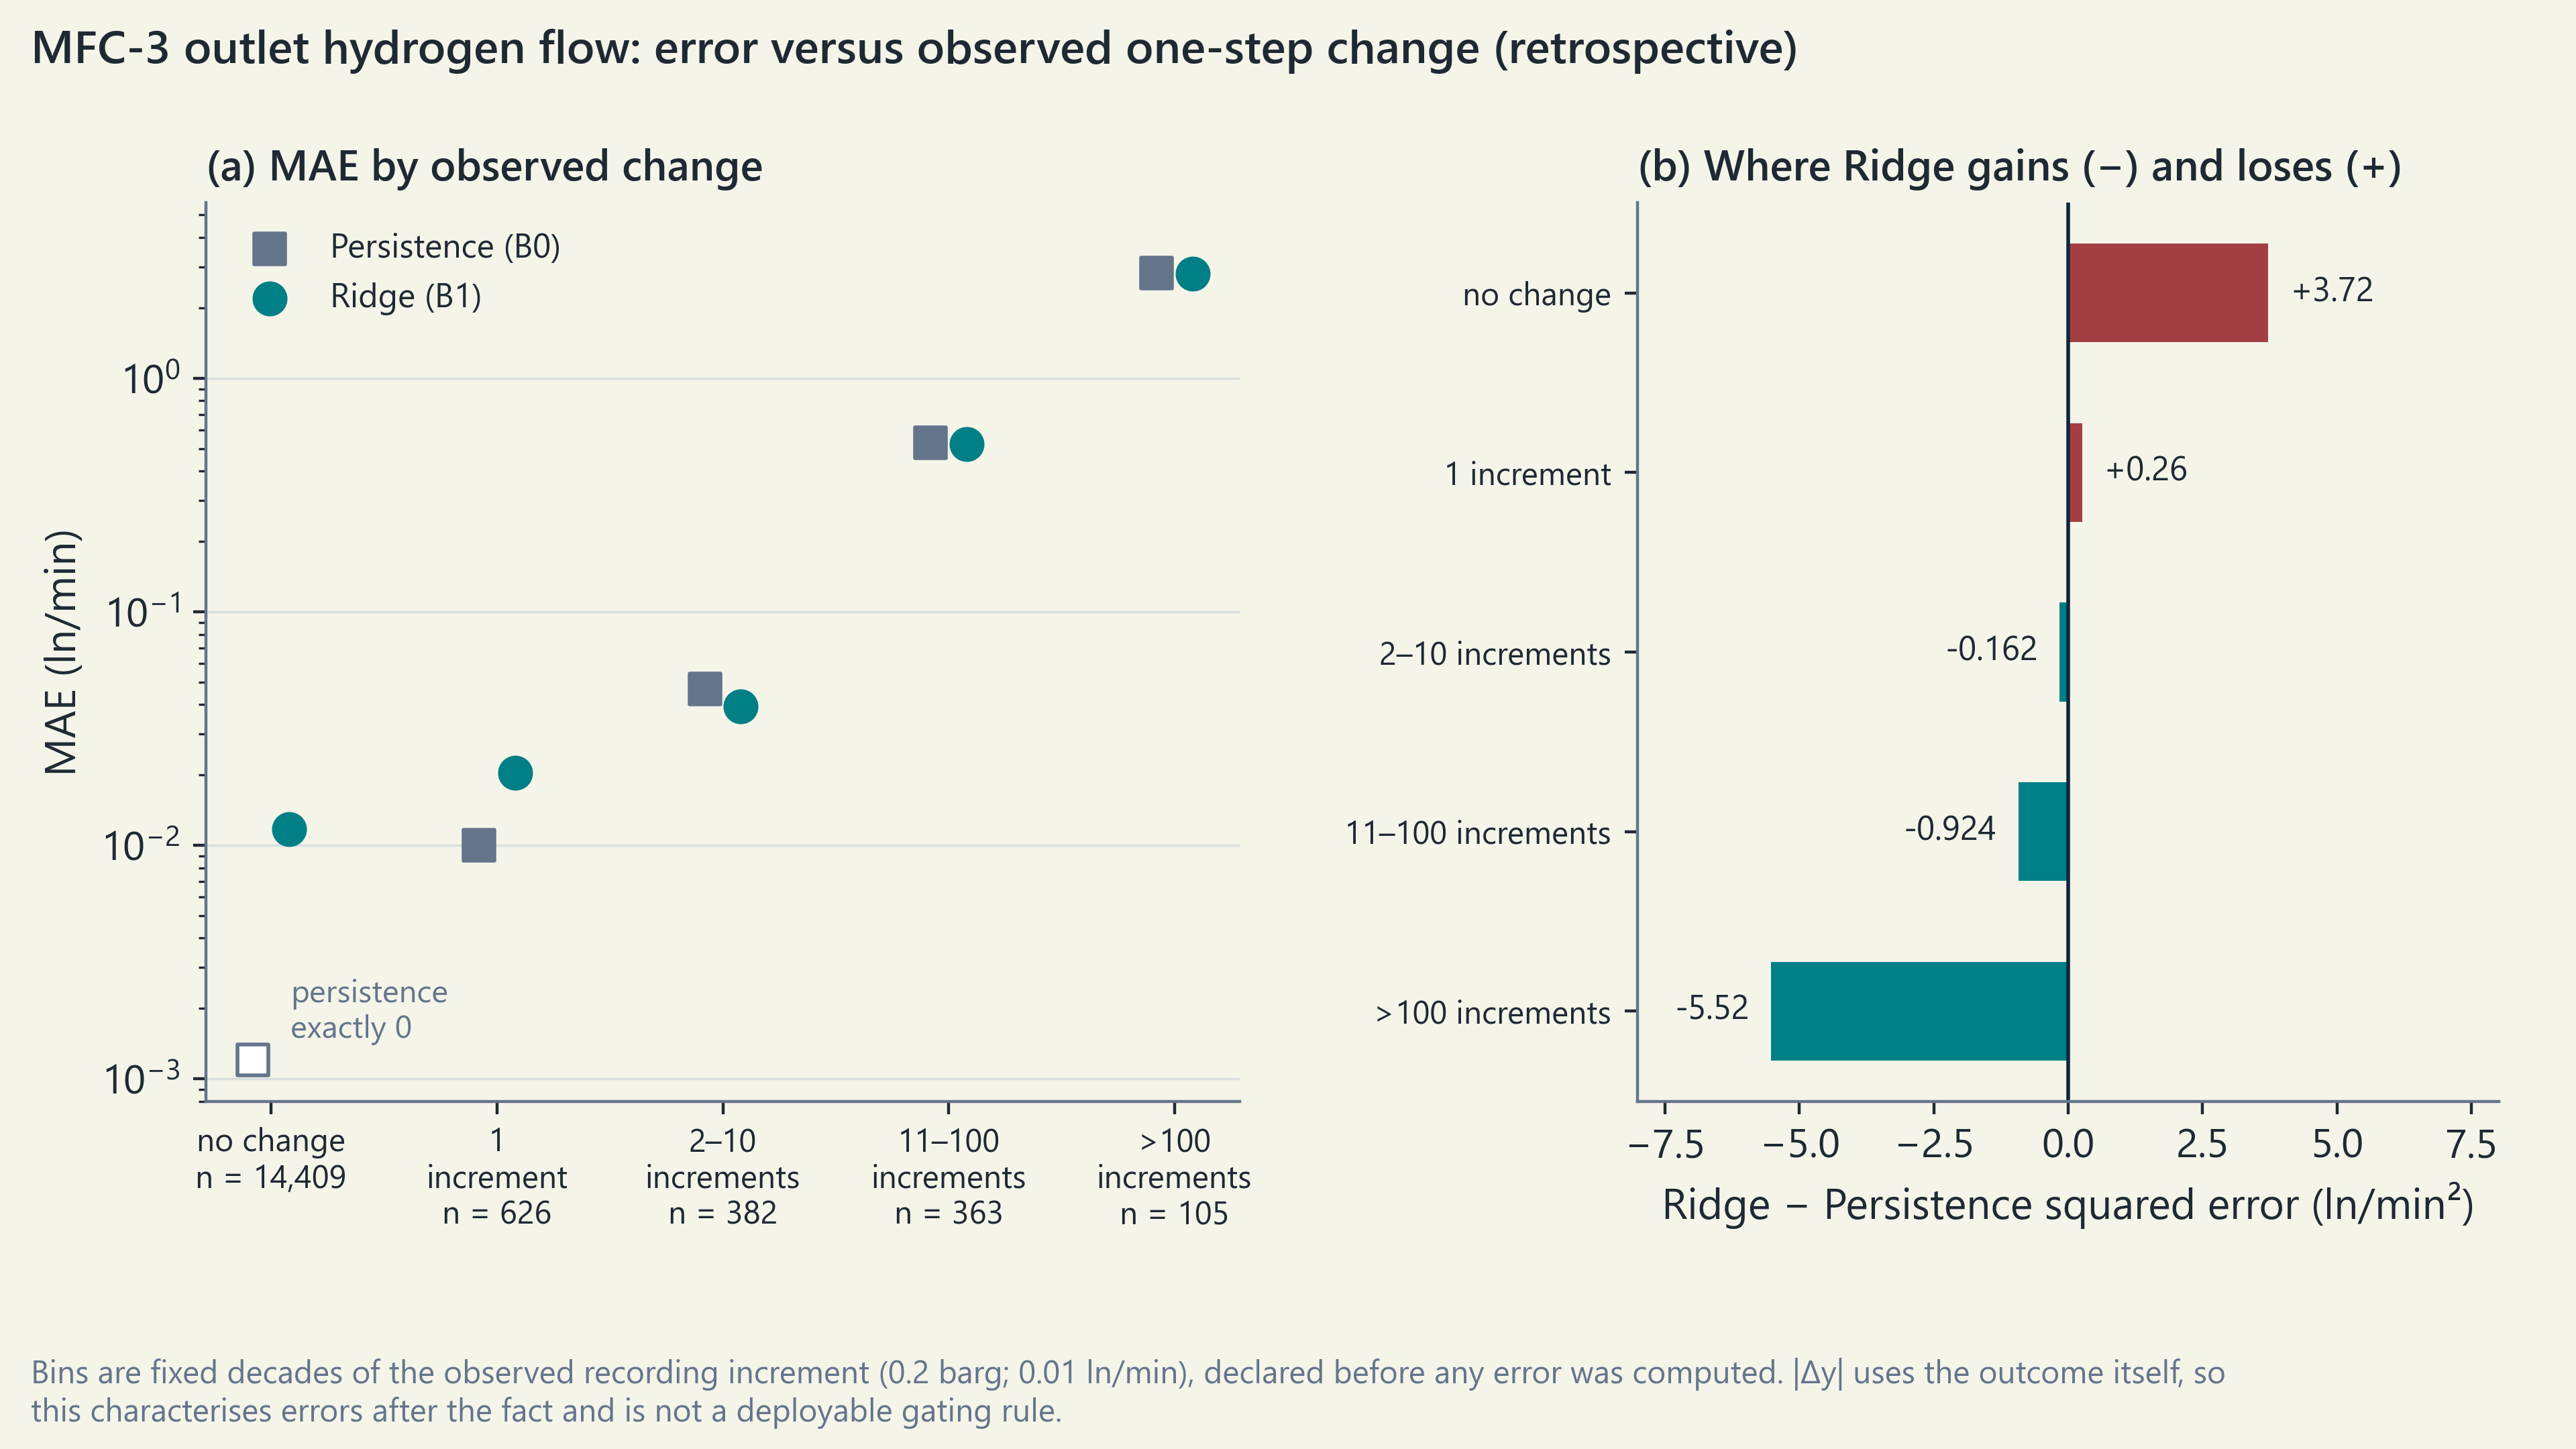 MFC-3 outlet hydrogen flow: error versus observed one-step change (retrospective)
(a) MAE by observed change
Persistence (B0)
Ridge (B1)
MAE (ln/min)
10⁰
10⁻¹
10⁻²
10⁻³
persistence
exactly 0
no change
n = 14,409
1
increment
n = 626
2–10
increments
n = 382
11–100
increments
n = 363
>100
increments
n = 105
(b) Where Ridge gains (−) and loses (+)
no change
+3.72
1 increment
+0.26
2–10 increments
-0.162
11–100 increments
-0.924
>100 increments
-5.52
−7.5 −5.0 −2.5 0.0 2.5 5.0 7.5
Ridge − Persistence squared error (ln/min²)
Bins are fixed decades of the observed recording increment (0.2 barg; 0.01 ln/min), declared before any error was computed. |Δy| uses the outcome itself, so
this characterises errors after the fact and is not a deployable gating rule.